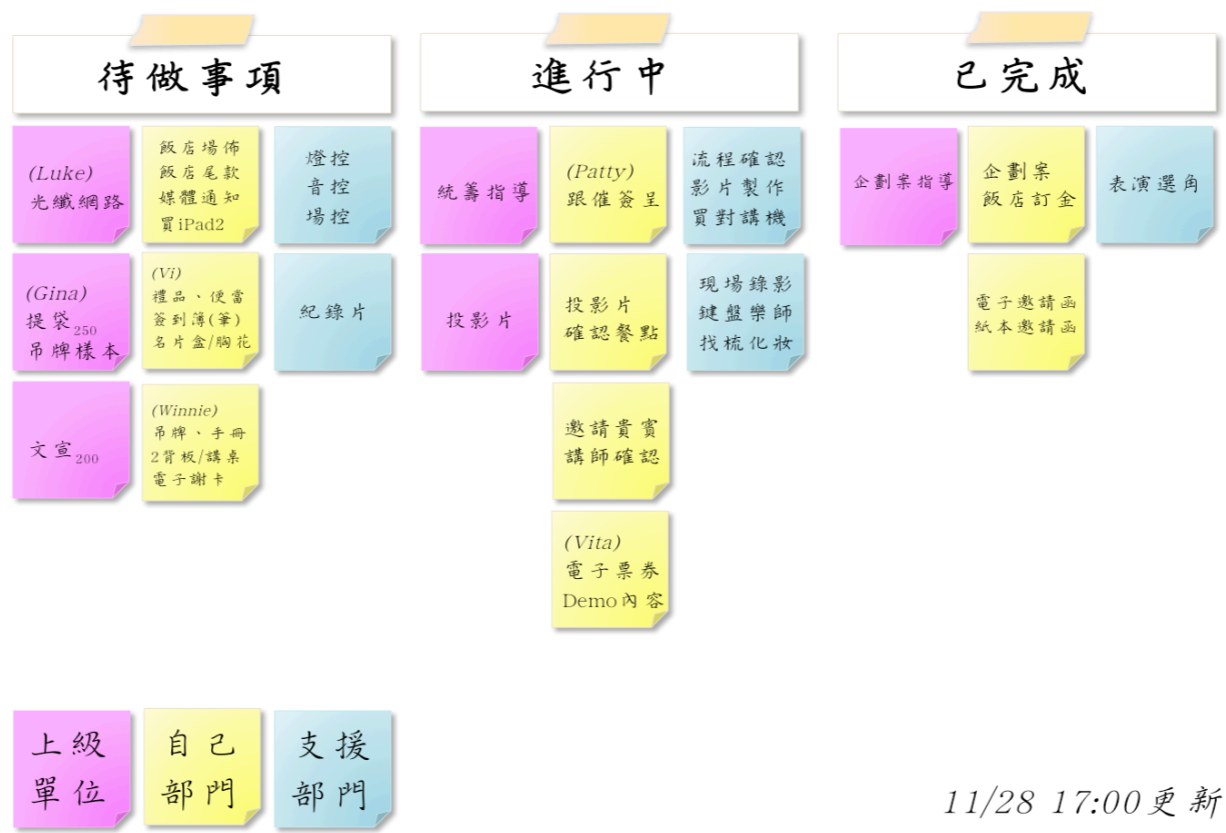 待做事項
(Luke)
光纖網路
飯店場佈
飯店尾款
媒體通知
買iPad2
燈控
音控
場控
(Gina)
提袋250
吊牌樣本
(Vi)
禮品、便當
簽到薄(筆)
名片盒/胸花
紀錄片
文宣200
(Winnie)
吊牌、手冊
2背板/講桌
電子謝卡
進行中
統籌指導
(Patty)
跟催簽呈
流程確認
影片製作
買對講機
投影片
投影片
確認餐點
現場錄影
鍵盤樂師
找梳化妝
邀請貴賓
講師確認
(Vita)
電子票券
Demo內容
已完成
企劃案指導
企劃案
飯店訂金
表演選角
電子邀請函
紙本邀請函
上級
單位
自己
部門
支援
部門
11/28 17:00更新